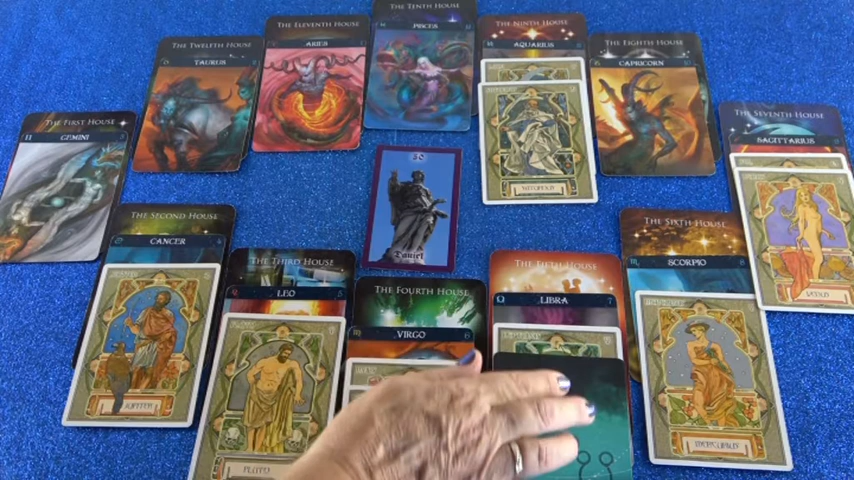 THE TENTH HOUSE
PISCES
THE ELEVENTH HOUSE
ARIES
THE NINTH HOUSE
AQUARIUS
THE TWELFTH HOUSE
TAURUS
THE EIGHTH HOUSE
CAPRICORN
THE FIRST HOUSE
GEMINI
THE SEVENTH HOUSE
SAGITTARIUS
50
Daniel
THE SECOND HOUSE
CANCER
THE SIXTH HOUSE
SCORPIO
THE THIRD HOUSE
LEO
THE FIFTH HOUSE
LIBRA
THE FOURTH HOUSE
VIRGO
JUPITER
PLUTO
VENUS